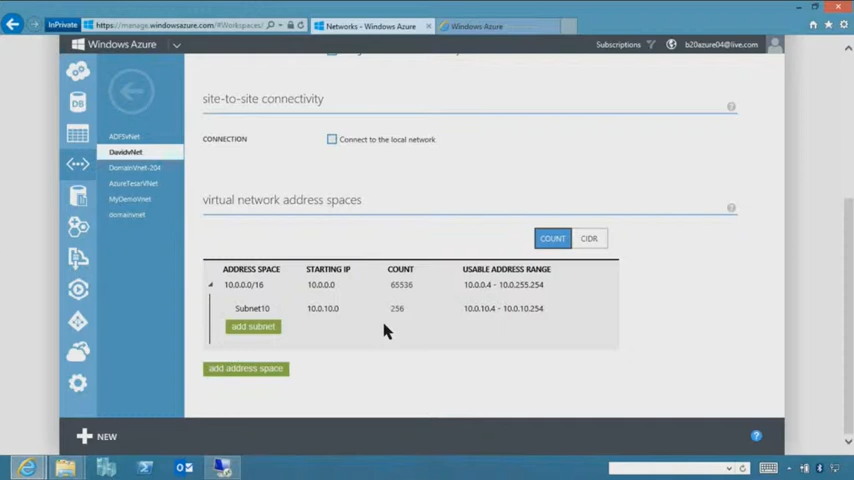 InPrivate
https://manage.windowsazure.com/#Workspaces/
Networks - Windows Azure
Windows Azure
Windows Azure
Subscriptions
b20azure04@live.com
DB
ADFSvNet
DavidvNet
DomainVnet-204
AzureTesarVNet
MyDemoVnet
domainvnet
site-to-site connectivity
CONNECTION
Connect to the local network
virtual network address spaces
COUNT CIDR
ADDRESS SPACE STARTING IP COUNT USABLE ADDRESS RANGE
10.0.0.0/16 10.0.0.0 65536 10.0.0.4 - 10.0.255.254
Subnet10 10.0.10.0 256 10.0.10.4 - 10.0.10.254
add subnet
add address space
NEW